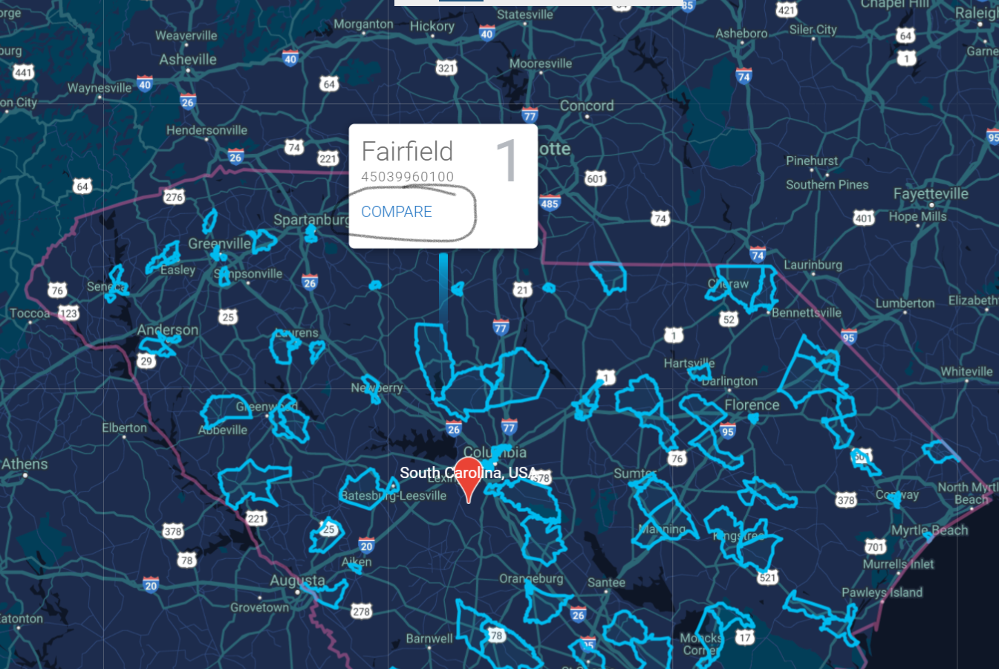 Statesville
85
421
Chapel Hill
Raleigh
Morganton
Hickory
40
Asheboro
Siler City
64
Weaverville
Asheville
40
321
Mooresville
1
Garne
441
Waynesville
40
64
74
on City
26
Concord
77
Hendersonville
74
221
26
Fairfield
1
45039960100
COMPARE
otte
Pinehurst
Southern Pines
95
64
276
601
485
Fayetteville
Hope Mills
401
74
Spartanburg
Greenville
74
Laurinburg
Easley
Simpsonville
26
Seneca
76
21
Cheraw
Toccoa
123
25
52
Bennettsville
Lumberton
Elizabeth
Anderson
Laurens
77
1
95
29
Hartsville
Whiteville
Newberry
1
Darlington
Greenwood
Florence
Elberton
Abbeville
26
77
95
Athens
Columbia
76
501
South Carolina, USA
378
Sumter
Batesburg-Leesville
378
Conway
North Myrtle
Beach
221
378
25
Manning
Kingstree
Myrtle Beach
78
20
701
Aiken
Murrells Inlet
20
Augusta
Orangeburg
Santee
521
Pawleys Island
Grovetown
278
26
Eatonton
Barnwell
78
95
Moncks
Corner
17